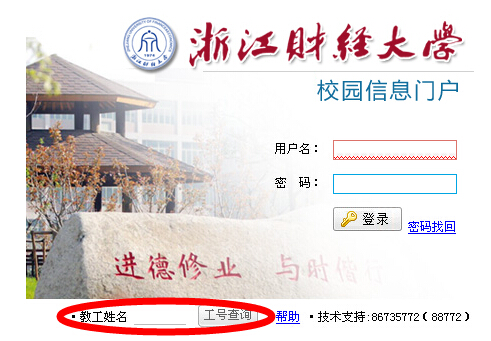 浙江财经大学
校园信息门户
用户名：
密 码：
登录 密码找回
进德修业 与时偕行
·教工姓名 工号查询 帮助 ·技术支持:86735772(88772)